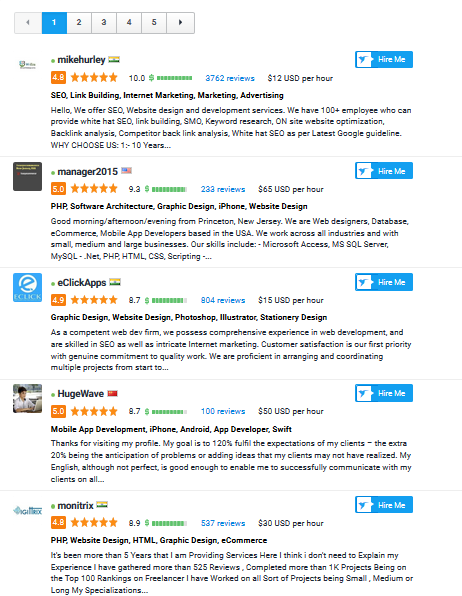 1 2 3 4 5
mikehurley
Hire Me
4.8 10.0 $ 3762 reviews $12 USD per hour
SEO, Link Building, Internet Marketing, Marketing, Advertising
Hello, We offer SEO, Website design and development services. We have 100+ employee who can
provide white hat SEO, link building, SMO, Keyword research, ON site website optimization,
Backlink analysis, Competitor back link analysis, White hat SEO as per Latest Google guideline.
WHY CHOOSE US: 1:- 10 Years...
manager2015
Hire Me
5.0 9.3 $ 233 reviews $65 USD per hour
PHP, Software Architecture, Graphic Design, iPhone, Website Design
Good morning/afternoon/evening from Princeton, New Jersey. We are Web designers, Database,
eCommerce, Mobile App Developers based in the USA. We work across all industries and with
small, medium and large businesses. Our skills include: - Microsoft Access, MS SQL Server,
MySQL - .Net, PHP, HTML, CSS, Scripting -...
ECLICK
eClickApps
Hire Me
4.9 8.7 $ 804 reviews $15 USD per hour
Graphic Design, Website Design, Photoshop, Illustrator, Stationery Design
As a competent web dev firm, we possess comprehensive experience in web development, and
are skilled in SEO as well as intricate Internet marketing. Customer satisfaction is our first priority
with genuine commitment to quality work. We are proficient in arranging and coordinating
multiple projects from start to...
HugeWave
Hire Me
5.0 8.7 $ 100 reviews $50 USD per hour
Mobile App Development, iPhone, Android, App Developer, Swift
Thanks for visiting my profile. My goal is to 120% fulfil the expectations of my clients – the extra
20% being the anticipation of problems or adding ideas that my clients may not have realized. My
English, although not perfect, is good enough to enable me to successfully communicate with my
clients on all...
monitrix
Hire Me
4.8 8.9 $ 537 reviews $30 USD per hour
PHP, Website Design, HTML, Graphic Design, eCommerce
It's been more than 5 Years that I am Providing Services Here I think i don't need to Explain my
Experience I have gathered more than 525 Reviews , Completed more than 1K Projects Being on
the Top 100 Rankings on Freelancer I have Worked on all Sort of Projects being Small , Medium or
Long My Specializations...